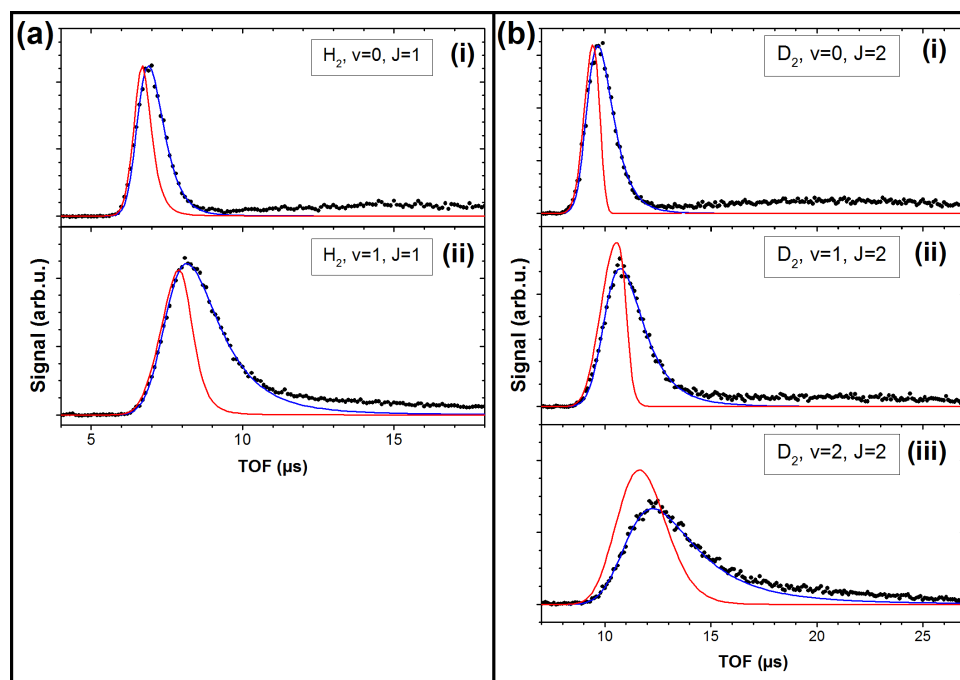 (a)
H2, v=0, J=1
(i)
H2, v=1, J=1
(ii)
Signal (arb.u.)
5
10
15
TOF (µs)
(b)
D2, v=0, J=2
(i)
D2, v=1, J=2
(ii)
D2, v=2, J=2
(iii)
Signal (arb.u.)
10
15
20
25
TOF (µs)